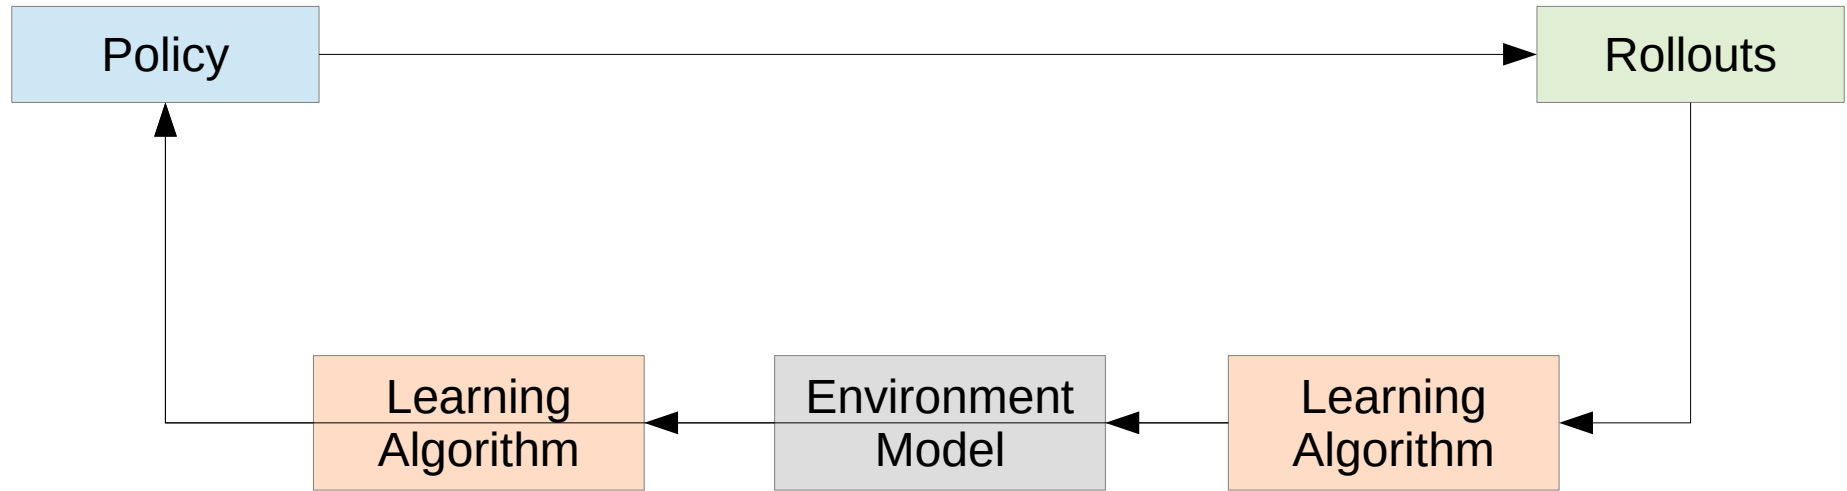 Policy
Rollouts
Learning
Algorithm
Environment
Model
Learning
Algorithm